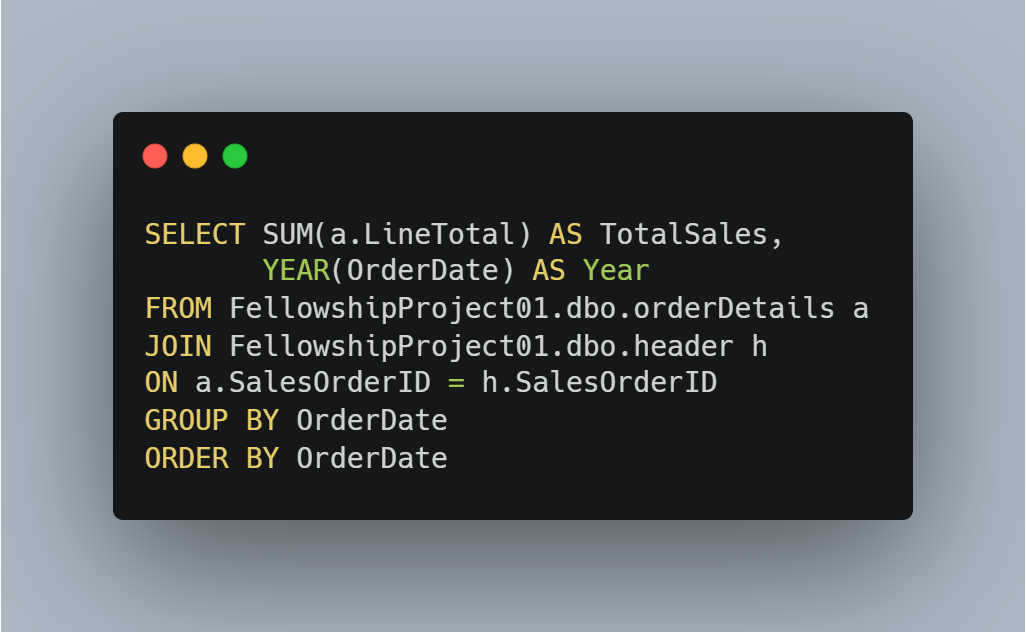 SELECT SUM(a.LineTotal) AS TotalSales,
       YEAR(OrderDate) AS Year
FROM FellowshipProject01.dbo.orderDetails a
JOIN FellowshipProject01.dbo.header h
ON a.SalesOrderID = h.SalesOrderID
GROUP BY OrderDate
ORDER BY OrderDate